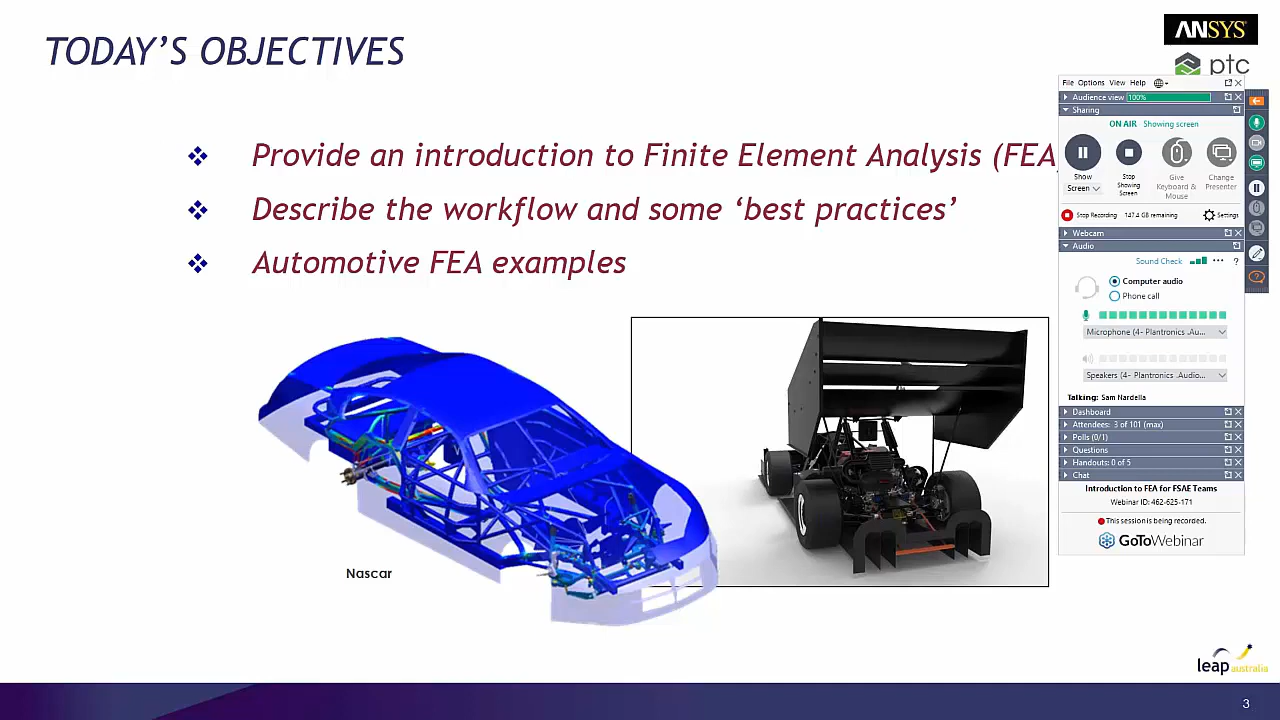 TODAY'S OBJECTIVES
ANSYS®
ptc
❖ Provide an introduction to Finite Element Analysis (FEA
❖ Describe the workflow and some ‘best practices’
❖ Automotive FEA examples
Nascar
File Options View Help
Audience view 100%
Sharing
ON AIR Showing screen
Show
Screen
Stop
Showing
Screen
Give
Keyboard &
Mouse
Change
Presenter
Stop Recording 147.4 GB remaining Settings
Webcam
Audio
Sound Check ?
Computer audio
Phone call
Microphone (4- Plantronics .Au...
Speakers (4- Plantronics .Audio...
Talking: Sam Nardella
Dashboard
Attendees: 3 of 101 (max)
Polls (0/1)
Questions
Handouts: 0 of 5
Chat
Introduction to FEA for FSAE Teams
Webinar ID: 462-625-171
This session is being recorded.
GoToWebinar
leap australia
3